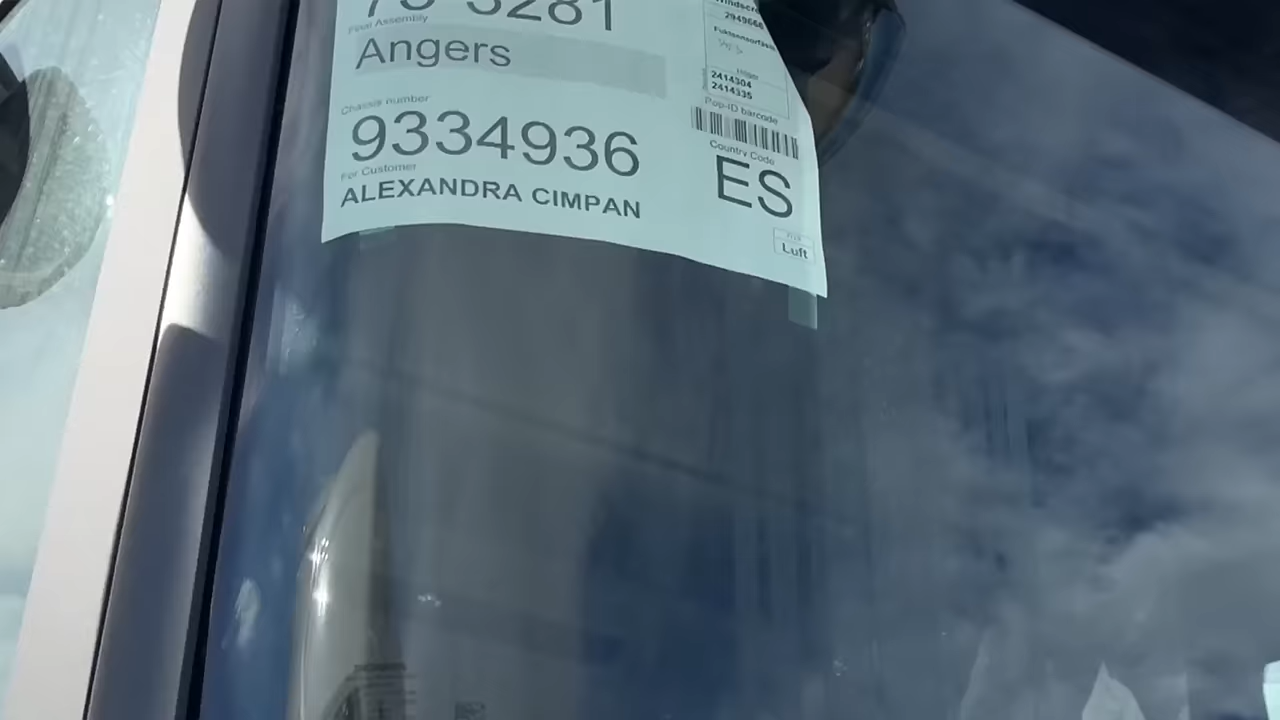 Final Assembly
Angers
Chassis number
9334936
For Customer
ALEXANDRA CIMPAN
2414304
2414335
Pop-ID barcode
Country Code
ES
Luft